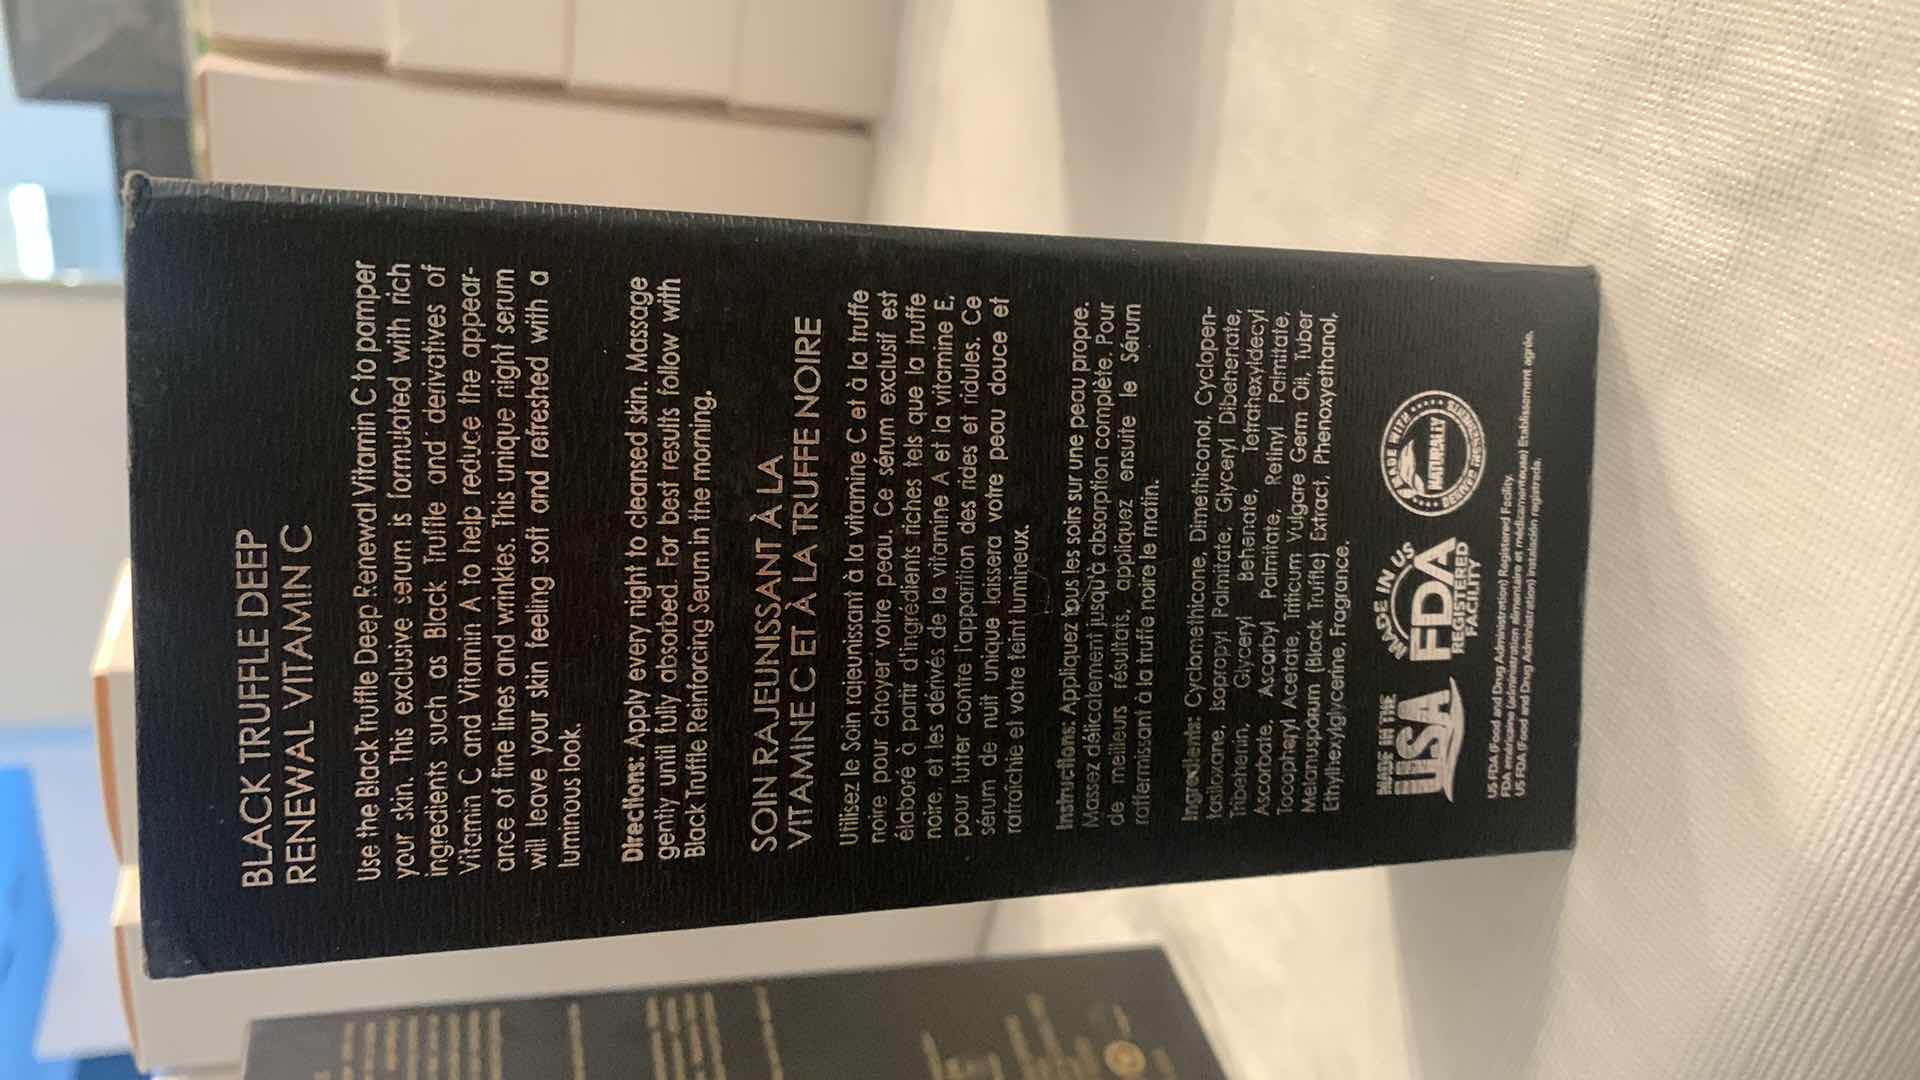 BLACK TRUFFLE DEEP
RENEWAL VITAMIN C
Use the Black Truffle Deep Renewal Vitamin C to pamper
your skin. This exclusive serum is formulated with rich
ingredients such as Black Truffle and derivatives of
Vitamin C and Vitamin A to help reduce the appear-
ance of fine lines and wrinkles. This unique night serum
will leave your skin feeling soft and refreshed with a
luminous look.
Directions: Apply every night to cleansed skin. Massage
gently until fully absorbed. For best results follow with
Black Truffle Reinforcing Serum in the morning.
SOIN RAJEUNISSANT À LA
VITAMINE C ET À LA TRUFFE NOIRE
Utilisez le Soin rajeunissant à la vitamine C et à la truffe
noire pour choyer votre peau. Ce sérum exclusif est
élaboré à partir d'ingrédients riches tels que la truffe
noire, et les dérivés de la vitamine A et la vitamine E,
pour lutter contre l'apparition des rides et ridules. Ce
sérum de nuit unique laissera votre peau douce et
rafraîchie et votre teint lumineux.
Instructions: Appliquez tous les soirs sur une peau propre.
Massez délicatement jusqu'à absorption complète. Pour
de meilleurs résultats, appliquez ensuite le Sérum
raffermissant à la truffe noire le matin.
Ingredients: Cyclomethicone, Dimethiconol, Cyclopen-
tasiloxane, Isopropyl Palmitate, Glyceryl Dibehenate,
Tribehenin, Glyceryl Behenate, Tetrahexyldecyl
Ascorbate, Ascorbyl Palmitate, Retinyl Palmitate,
Tocopheryl Acetate, Triticum Vulgare Germ Oil, Tuber
Melanusporum (Black Truffle) Extract, Phenoxyethanol,
Ethylhexylglycerine, Fragrance.
MADE IN THE
USA
MADE IN US
FDA
REGISTERED
FACILITY
MADE WITH
NATURALLY
DERIVED INGREDIENTS
US FDA (Food and Drug Administration) Registered Facility.
FDA américaine (administration alimentaire et médicamenteuse) Établissement agréé.
US FDA (Food and Drug Administration) Instalación registrada.